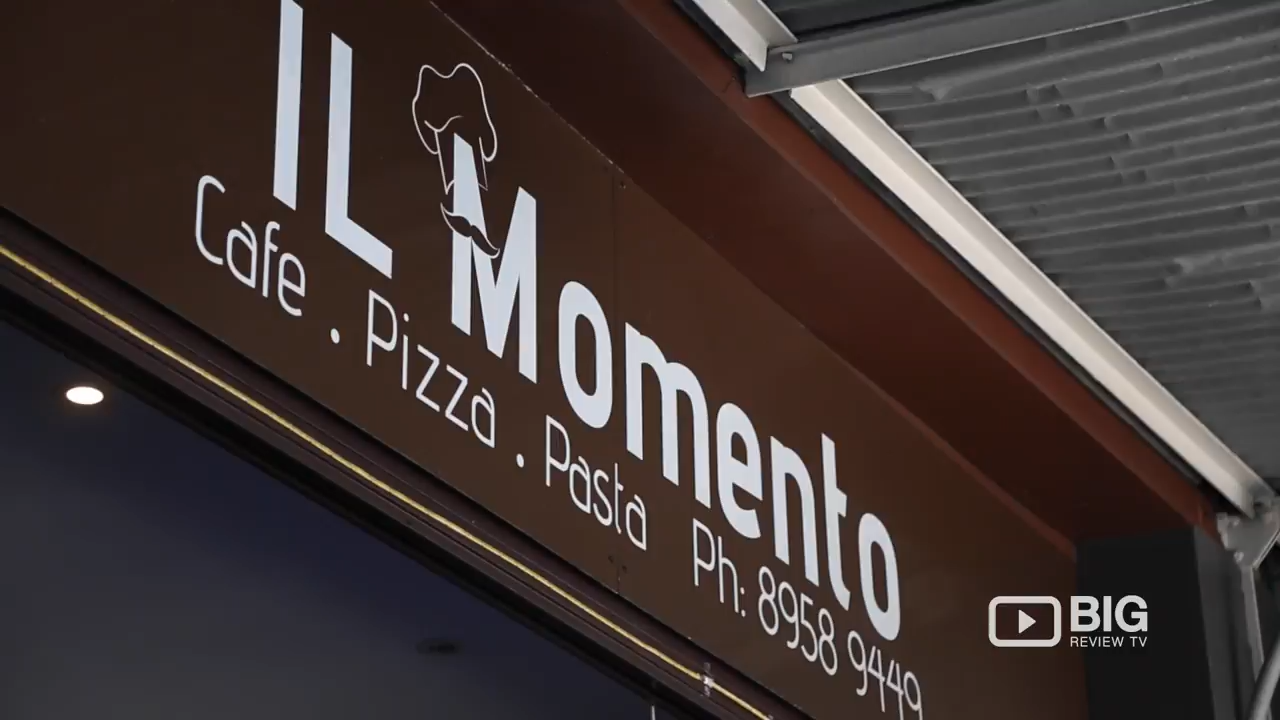 IL Momento
Cafe . Pizza . Pasta Ph: 8958 9449
BIG
REVIEW TV